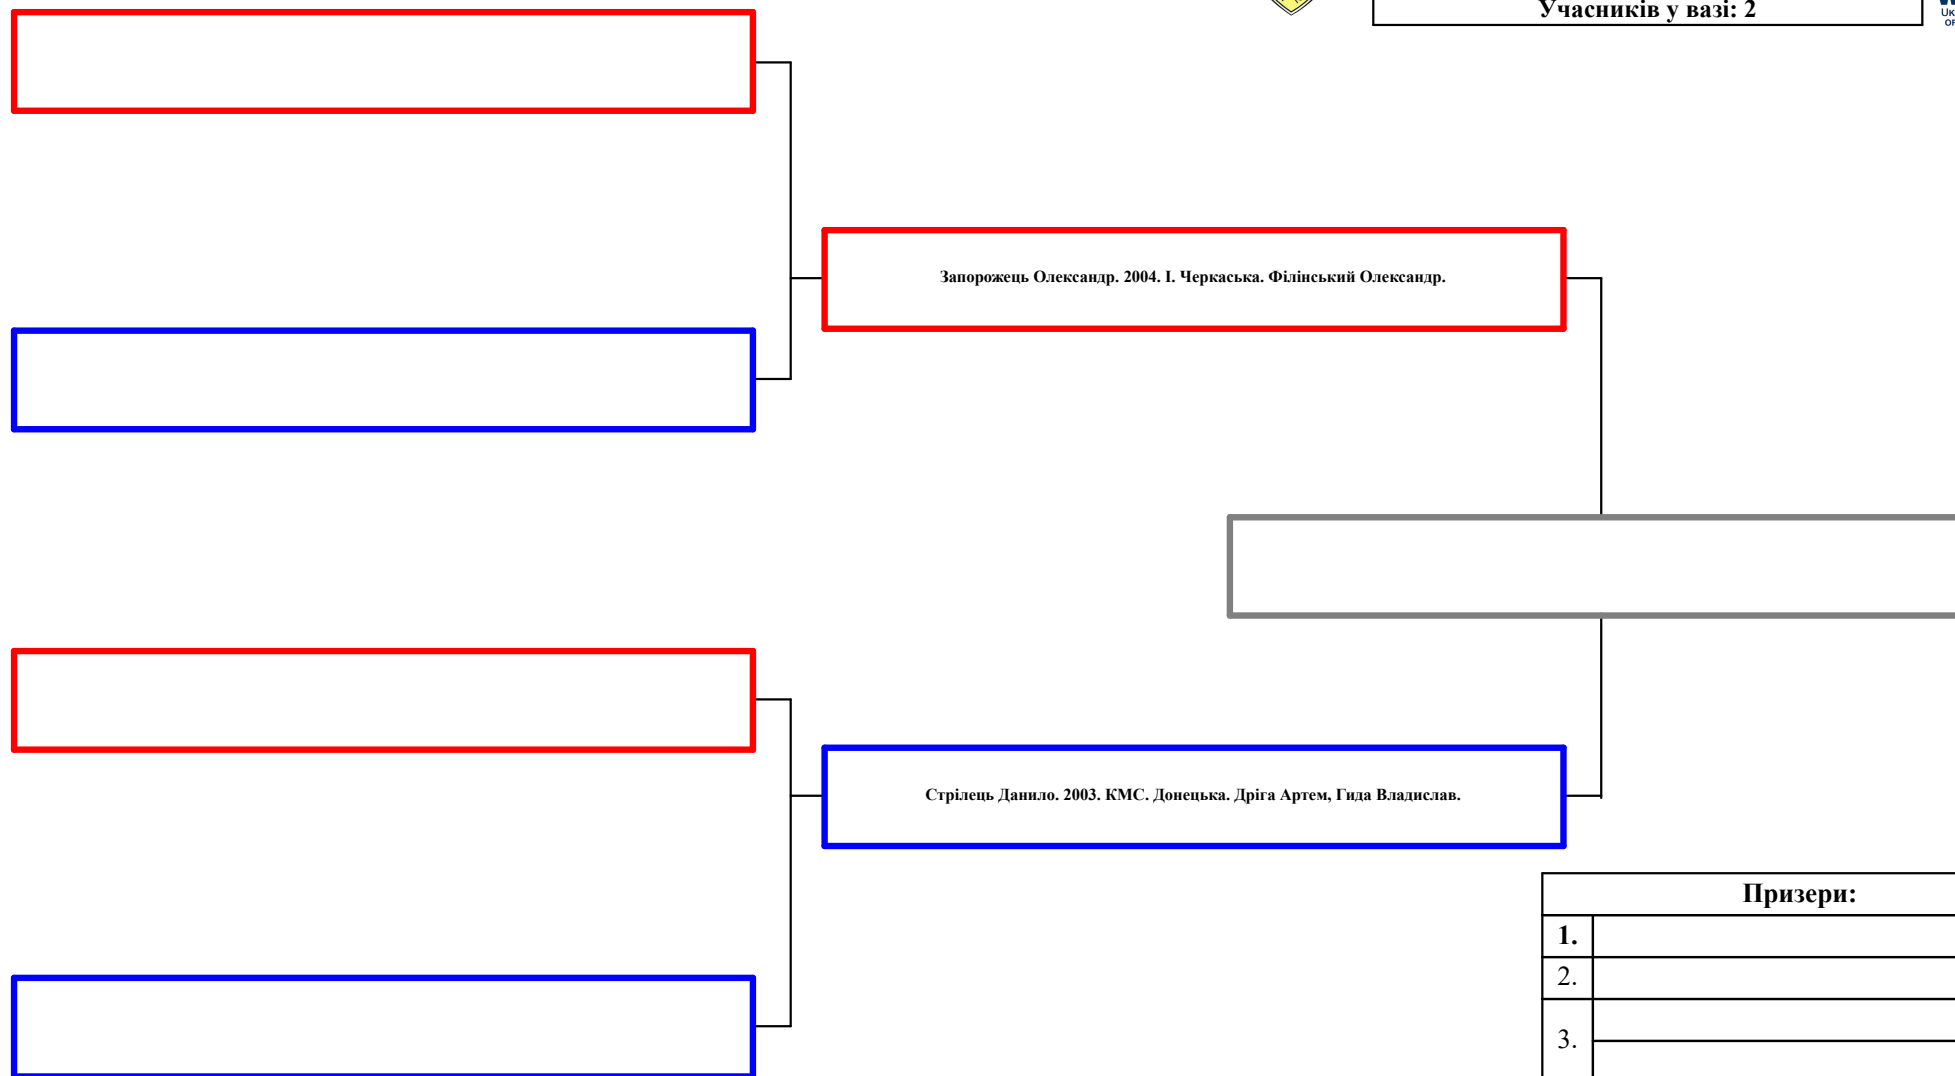 Учасників у вазі: 2
Запорожець Олександр. 2004. І. Черкаська. Філінський Олександр.
Стрілець Данило. 2003. КМС. Донецька. Дріга Артем, Гида Владислав.
Призери:
1.
2.
3.